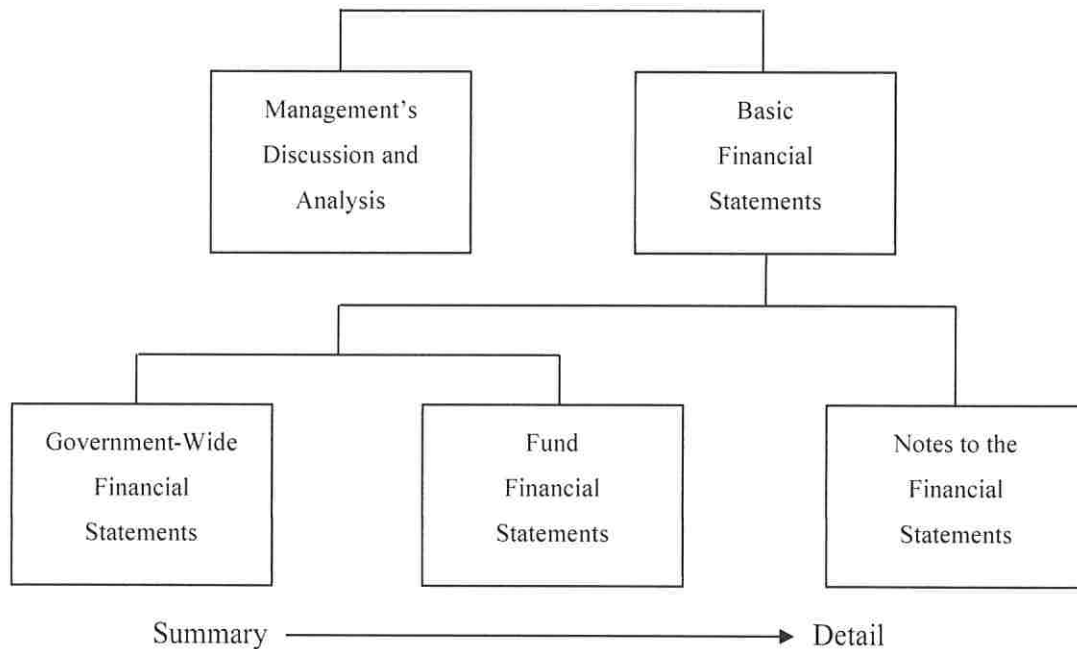 Management's
Discussion and
Analysis
Basic
Financial
Statements
Government-Wide
Financial
Statements
Fund
Financial
Statements
Notes to the
Financial
Statements
Summary
Detail